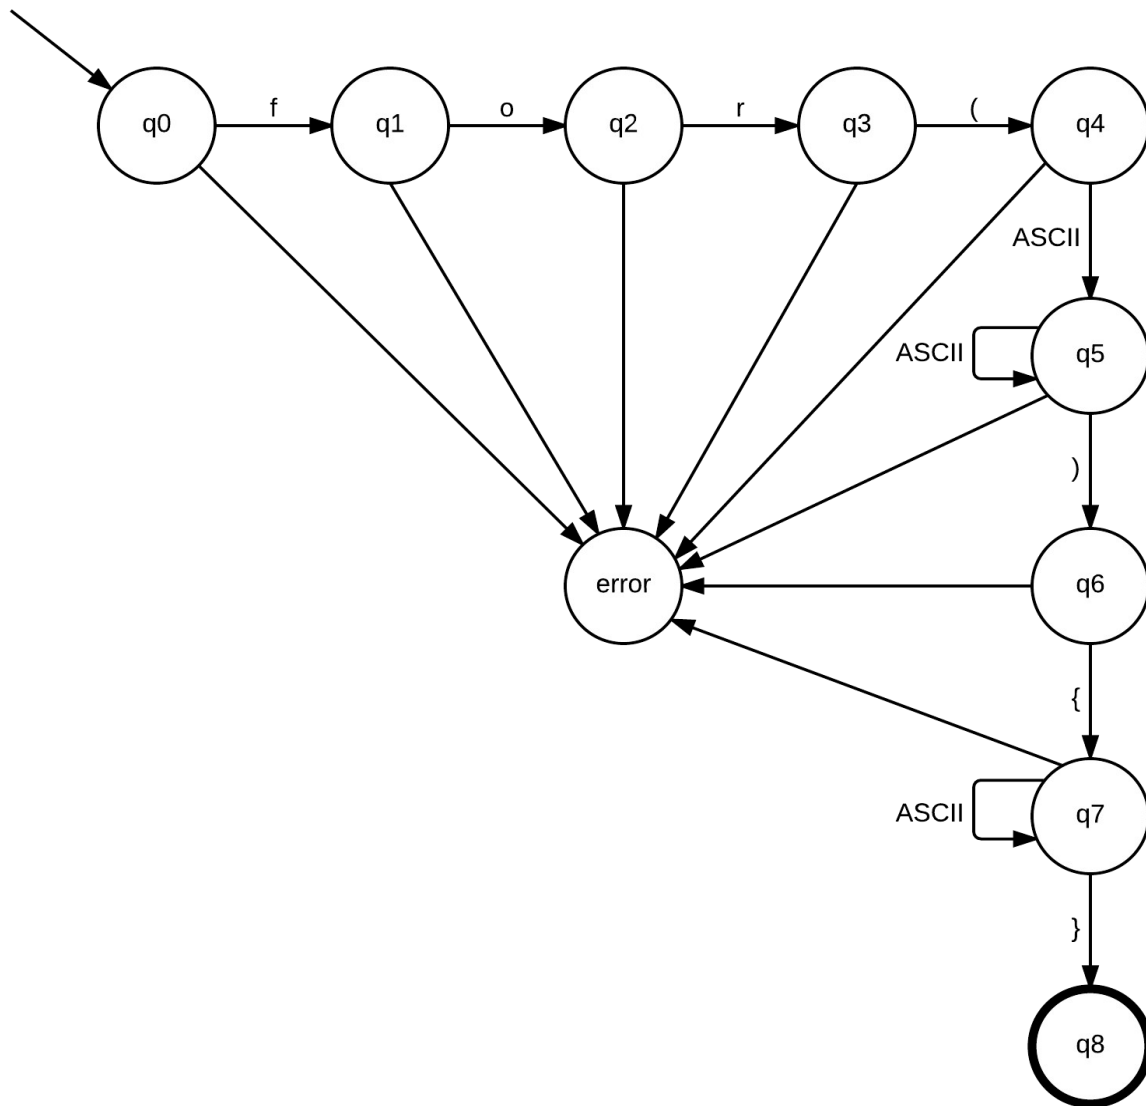 f o r (
q0 q1 q2 q3 q4
ASCII
ASCII q5
)
error q6
{
ASCII q7
}
q8